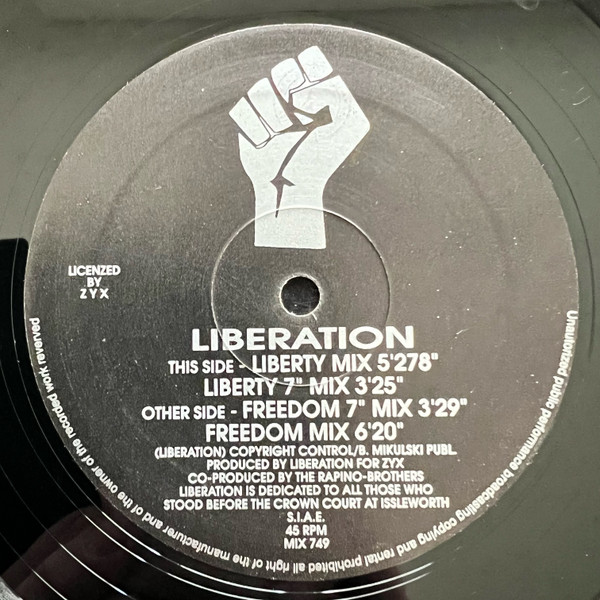 LICENZED
BY
ZYX
LIBERATION
THIS SIDE - LIBERTY MIX 5'278"
LIBERTY 7" MIX 3'25"
OTHER SIDE - FREEDOM 7" MIX 3'29"
FREEDOM MIX 6'20"
(LIBERATION) COPYRIGHT CONTROL/B. MIKULSKI PUBL.
PRODUCED BY LIBERATION FOR ZYX
CO-PRODUCED BY THE RAPINO-BROTHERS
LIBERATION IS DEDICATED TO ALL THOSE WHO
STOOD BEFORE THE CROWN COURT AT ISSLEWORTH
S.I.A.E.
45 RPM
MIX 749
Unautorized public performance broadcasting copying and rental prohibited all right of the manufacturer and of the owner of the recorded work reverved